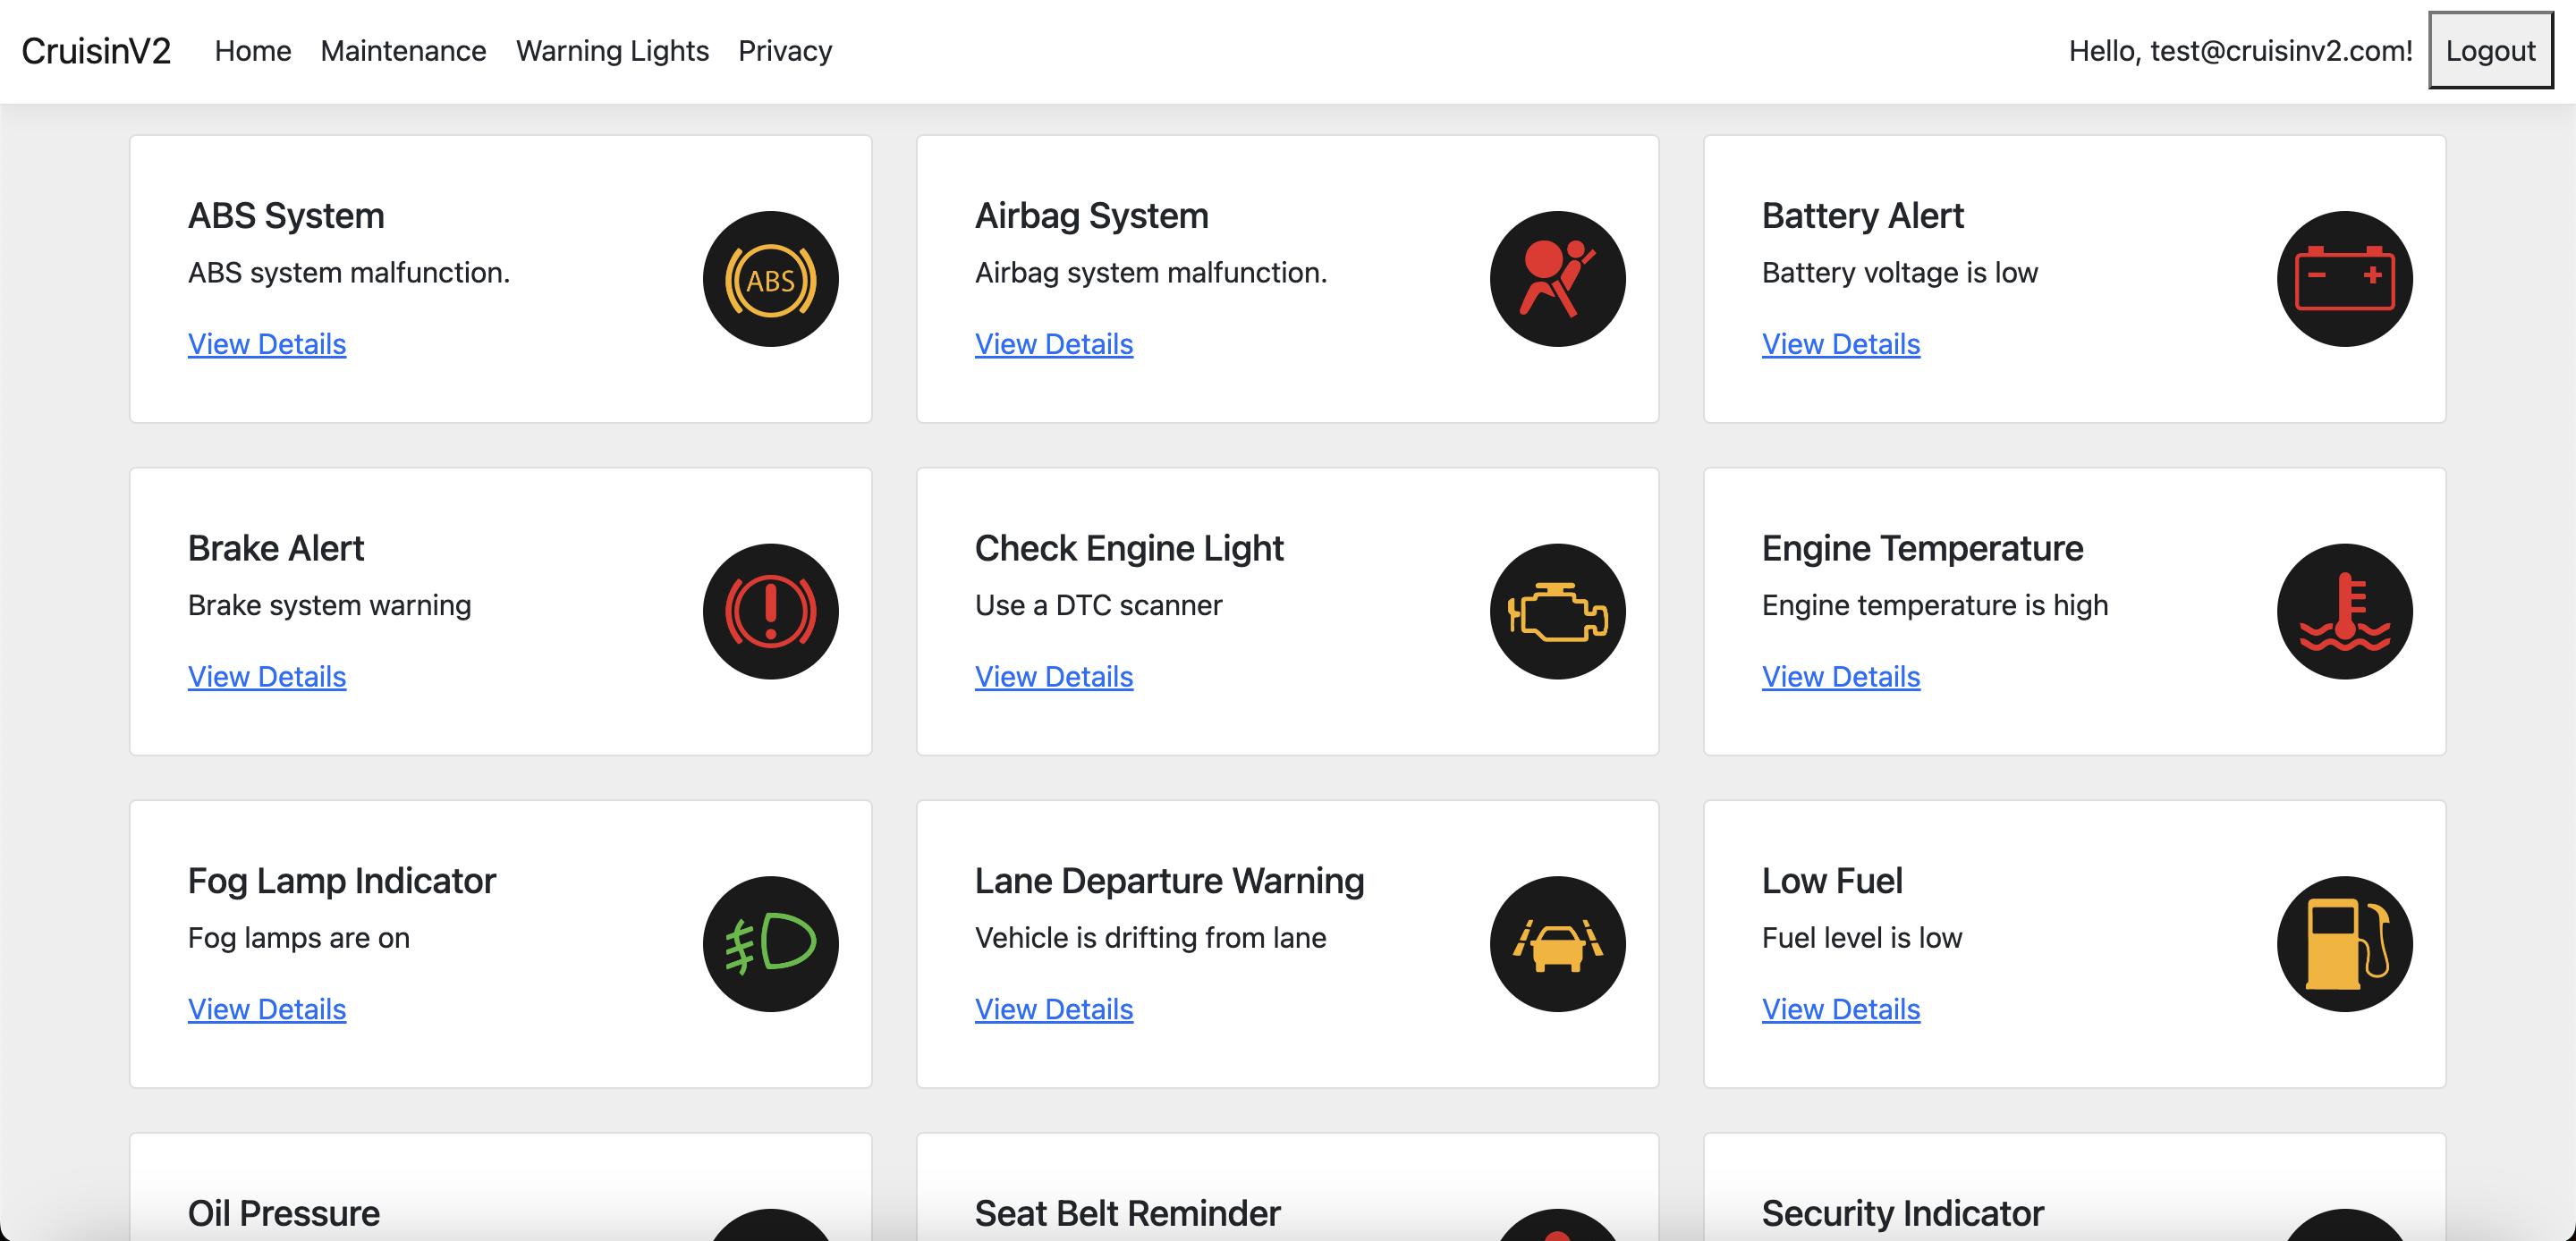 CruisinV2 Home Maintenance Warning Lights Privacy Hello, test@cruisinv2.com! Logout
ABS System
ABS system malfunction.
View Details
ABS
Airbag System
Airbag system malfunction.
View Details
Battery Alert
Battery voltage is low
View Details
Brake Alert
Brake system warning
View Details
Check Engine Light
Use a DTC scanner
View Details
Engine Temperature
Engine temperature is high
View Details
Fog Lamp Indicator
Fog lamps are on
View Details
Lane Departure Warning
Vehicle is drifting from lane
View Details
Low Fuel
Fuel level is low
View Details
Oil Pressure
Seat Belt Reminder
Security Indicator